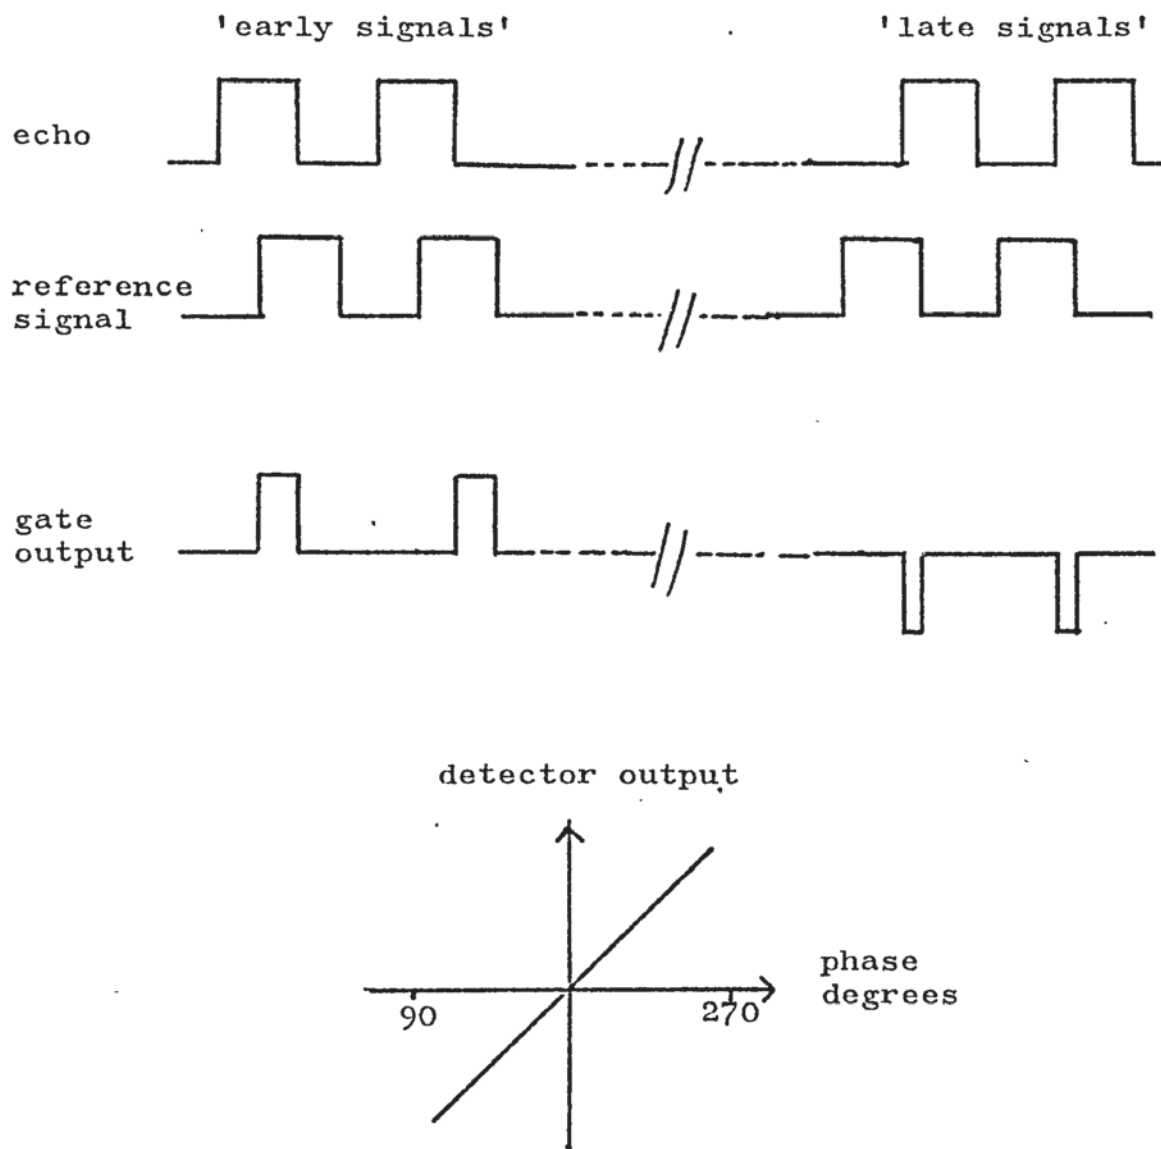 'early signals'
'late signals'
echo
reference
signal
gate
output
detector output
phase
degrees
90
270